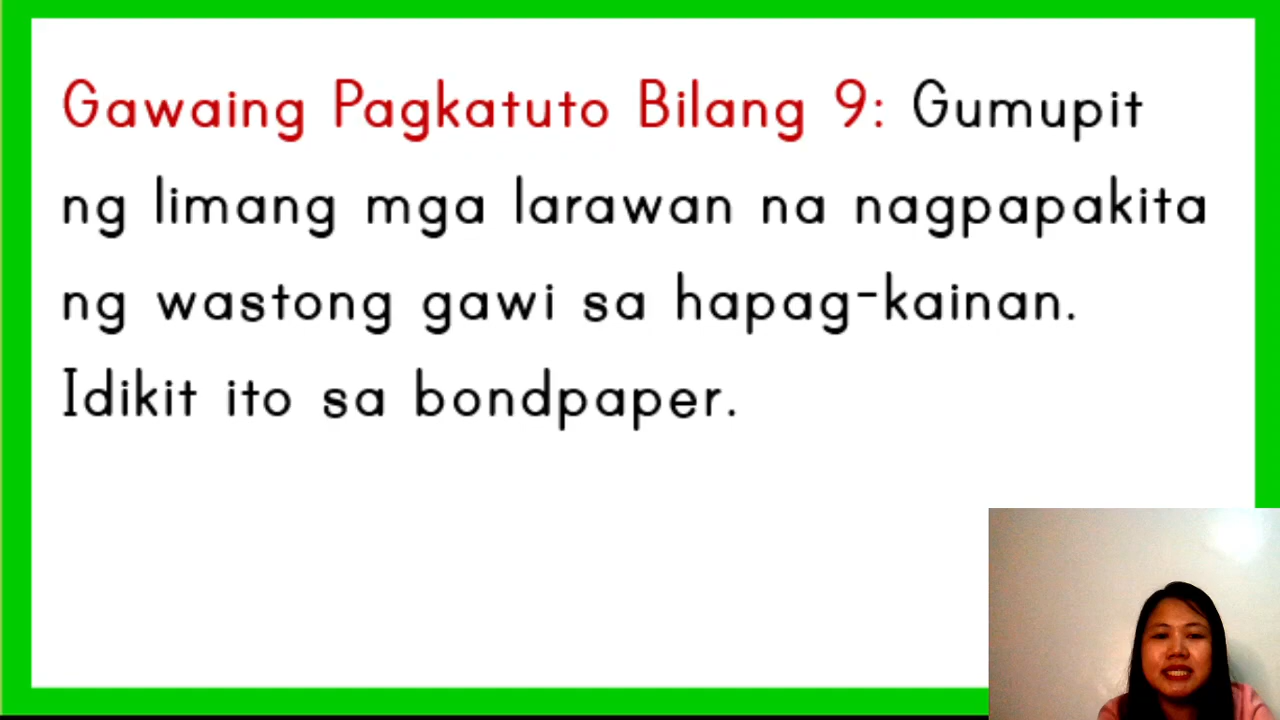 Gawaing Pagkatuto Bilang 9: Gumupit
ng limang mga larawan na nagpapakita
ng wastong gawi sa hapag-kainan.
Idikit ito sa bondpaper.